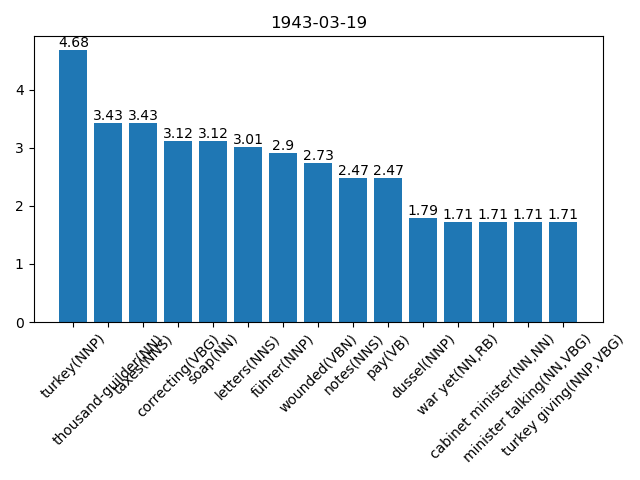 1943-03-19
4.68
3.43
3.43
3.12
3.12
3.01
2.9
2.73
2.47
2.47
1.79
1.71
1.71
1.71
1.71
4
3
2
1
0
turkey(NNP)
thousand-guilder(NN)
taxes(NNS)
correcting(VBG)
soap(NN)
letters(NNS)
führer(NNP)
wounded(VBN)
notes(NNS)
pay(VB)
dussel(NNP)
war yet(NN,RB)
cabinet minister(NN,NN)
minister talking(NN,VBG)
turkey giving(NNP,VBG)